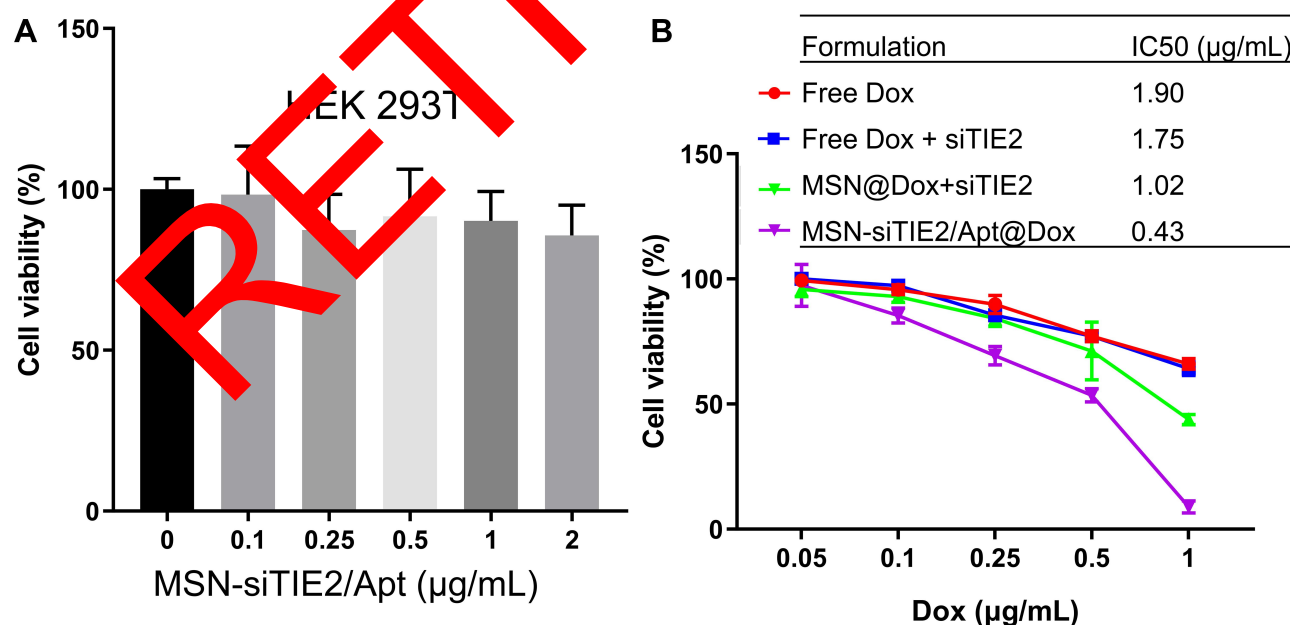 A
150
100
50
0
Cell viability (%)
HEK 293T
0 0.1 0.25 0.5 1 2
MSN-siTIE2/Apt (µg/mL)
RET
B
Formulation IC50 (µg/mL)
Free Dox 1.90
Free Dox + siTIE2 1.75
MSN@Dox+siTIE2 1.02
MSN-siTIE2/Apt@Dox 0.43
150
100
50
0
Cell viability (%)
0.05 0.1 0.25 0.5 1
Dox (µg/mL)